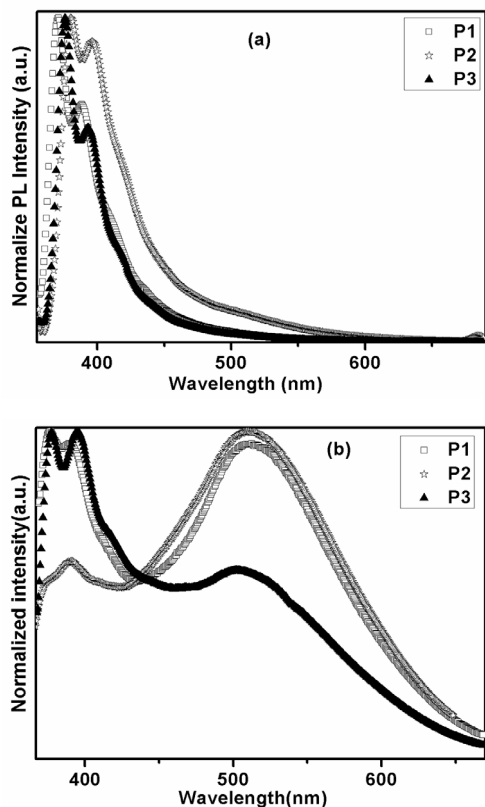 (a)
P1
P2
P3
Normalize PL Intensity (a.u.)
400
500
600
Wavelength (nm)
(b)
P1
P2
P3
Normalized intensity(a.u.)
400
500
600
Wavelength(nm)